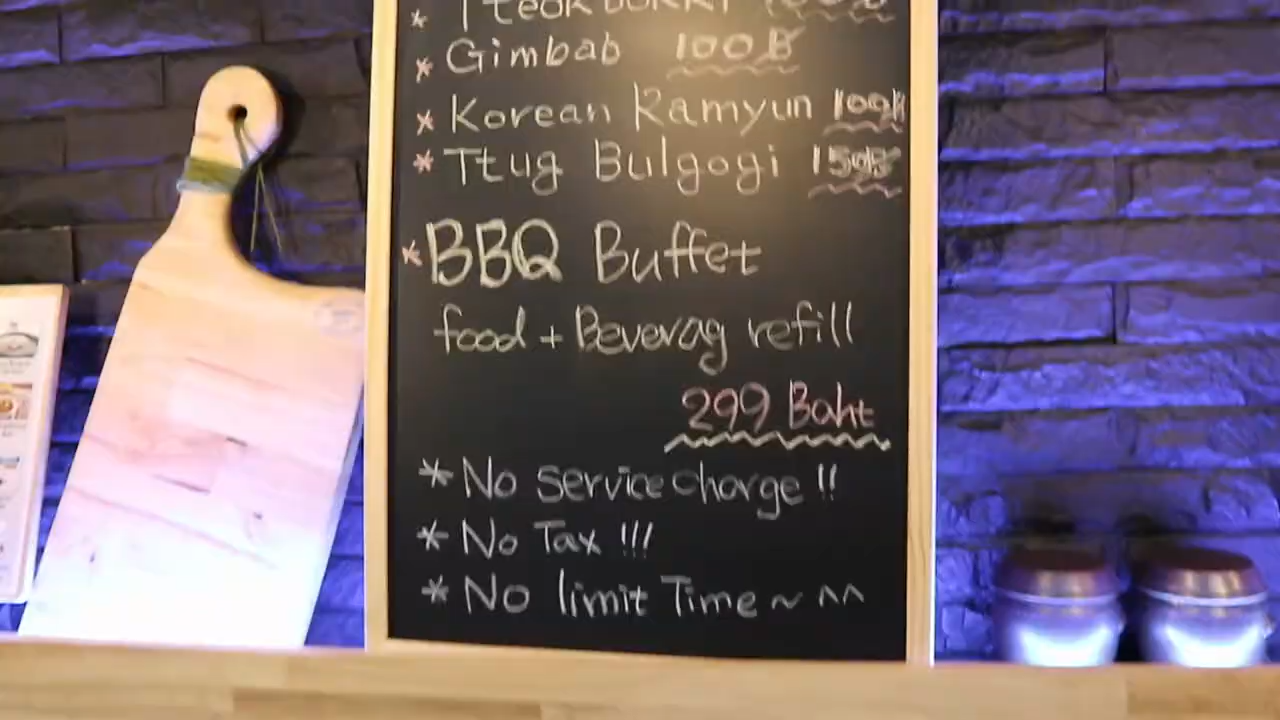 * Tteokbokki
* Gimbab 100B
* Korean Ramyun 100B
* Ttug Bulgogi 150B
* BBQ Buffet
food + Beverag refill
299 Baht
* No service charge !!
* No Tax !!!
* No limit Time ~ ^^